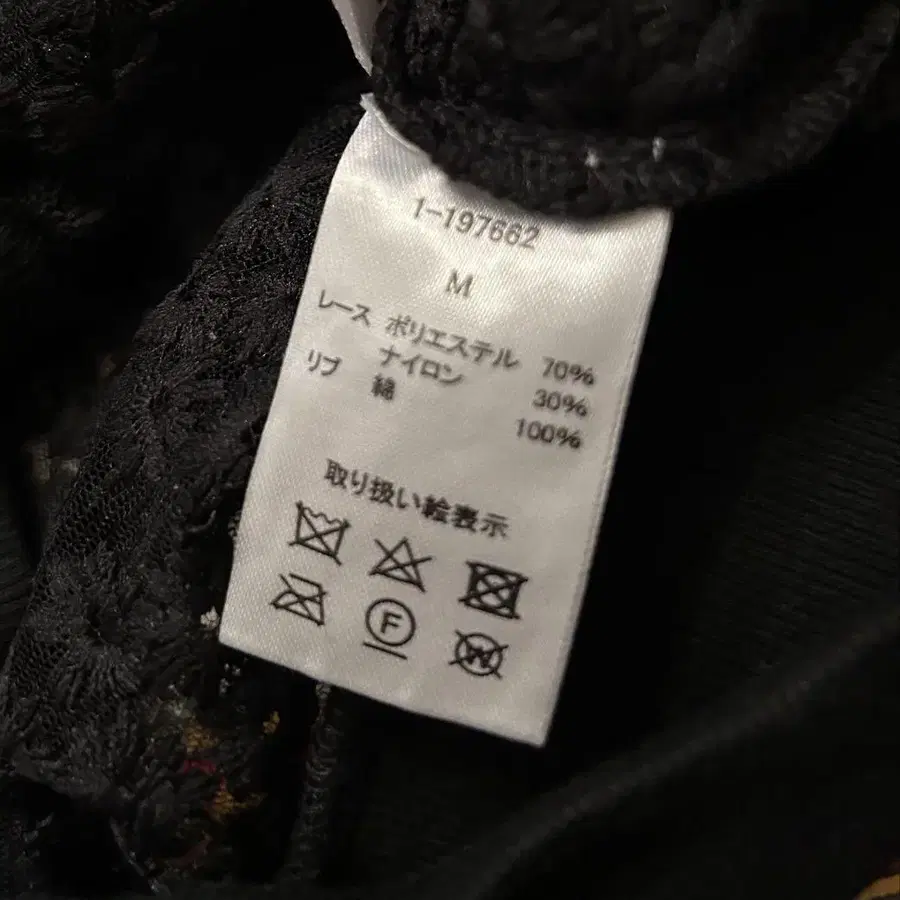 1-197662
M
レース ポリエステル 70%
ナイロン 30%
リブ 綿 100%
取り扱い絵表示
F
W